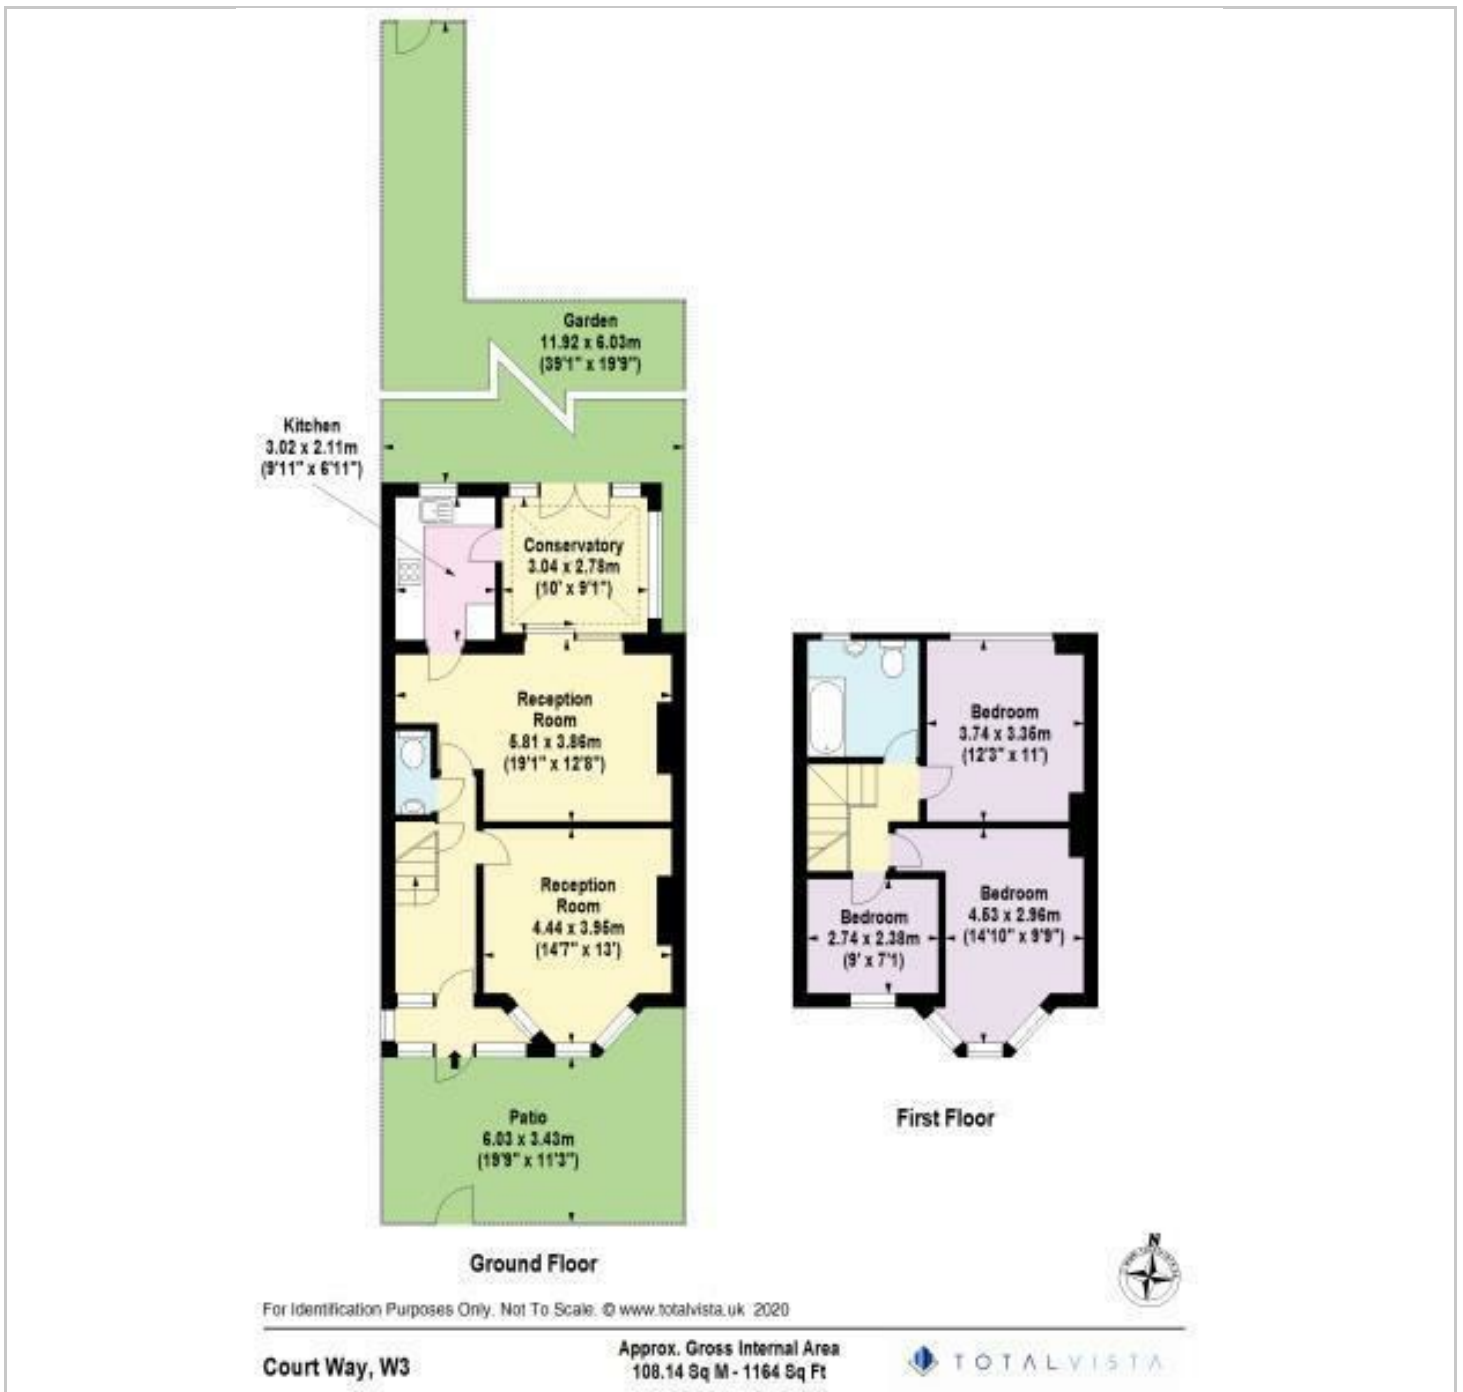 Garden
11.92 x 6.03m
(39'1" x 19'9")
Kitchen
3.02 x 2.11m
(9'11" x 6'11")
Conservatory
3.04 x 2.78m
(10' x 9'1")
Reception
Room
5.81 x 3.86m
(19'1" x 12'8")
Reception
Room
4.44 x 3.95m
(14'7" x 13')
Patio
6.03 x 3.43m
(19'9" x 11'3")
Ground Floor
Bedroom
3.74 x 3.35m
(12'3" x 11')
Bedroom
4.53 x 2.96m
(14'10" x 9'9")
Bedroom
2.74 x 2.38m
(9' x 7'1)
First Floor
N
For Identification Purposes Only. Not To Scale. © www.totalvista.uk 2020
Court Way, W3
Approx. Gross Internal Area
108.14 Sq M - 1164 Sq Ft
TOTALVISTA